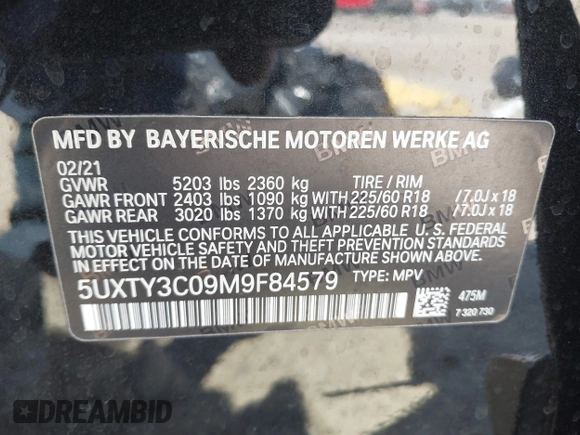 MFD BY BAYERISCHE MOTOREN WERKE AG
02/21
GVWR 5203 lbs 2360 kg TIRE / RIM
GAWR FRONT 2403 lbs 1090 kg WITH 225/60 R18 /7.0J x 18
GAWR REAR 3020 lbs 1370 kg WITH 225/60 R18 /7.0J x 18
THIS VEHICLE CONFORMS TO ALL APPLICABLE U. S. FEDERAL
MOTOR VEHICLE SAFETY AND THEFT PREVENTION STANDARDS
IN EFFECT ON THE DATE OF MANUFACTURE SHOWN ABOVE.
5UXTY3C09M9F84579 TYPE: MPV
475M
7 320 730
DREAMBID